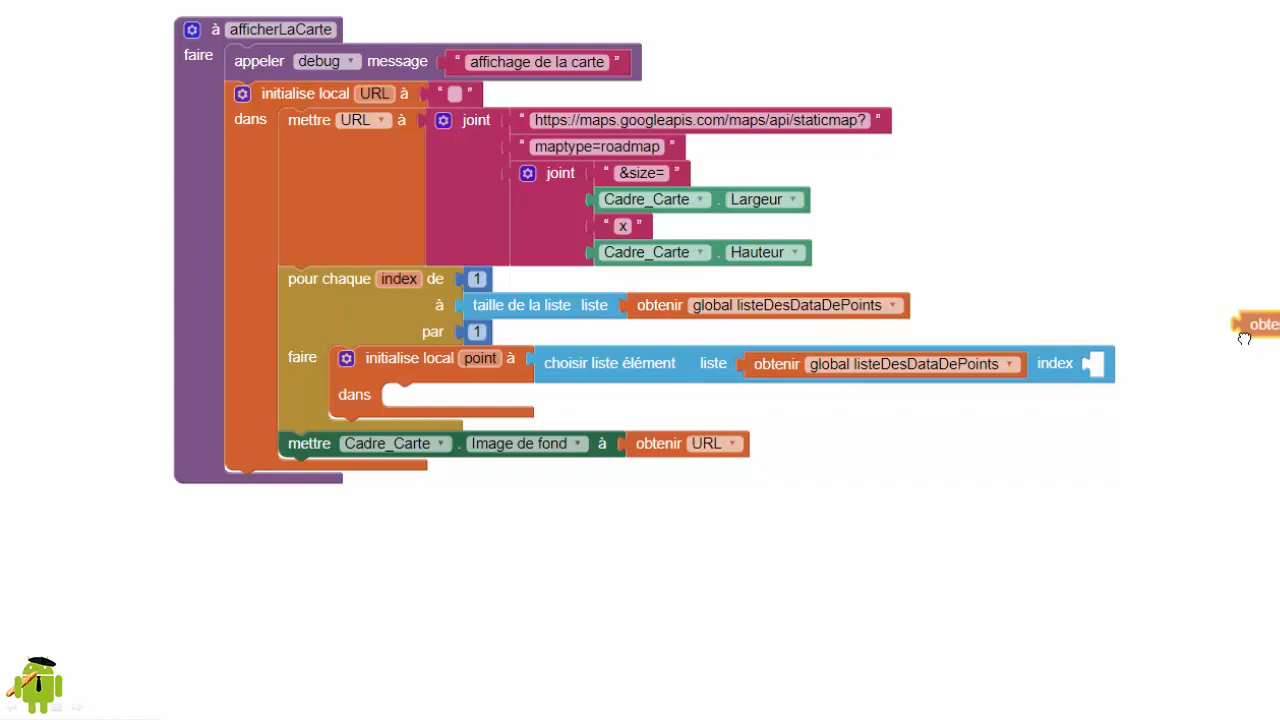 à afficherLaCarte
faire appeler debug message “ affichage de la carte ”
initialise local URL à “ ”
dans mettre URL à joint “ https://maps.googleapis.com/maps/api/staticmap? ”
“ maptype=roadmap ”
joint “ &size= ”
Cadre_Carte . Largeur
“ x ”
Cadre_Carte . Hauteur
pour chaque index de 1
à taille de la liste liste obtenir global listeDesDataDePoints
par 1
faire initialise local point à choisir liste élément liste obtenir global listeDesDataDePoints index
dans
mettre Cadre_Carte . Image de fond à obtenir URL